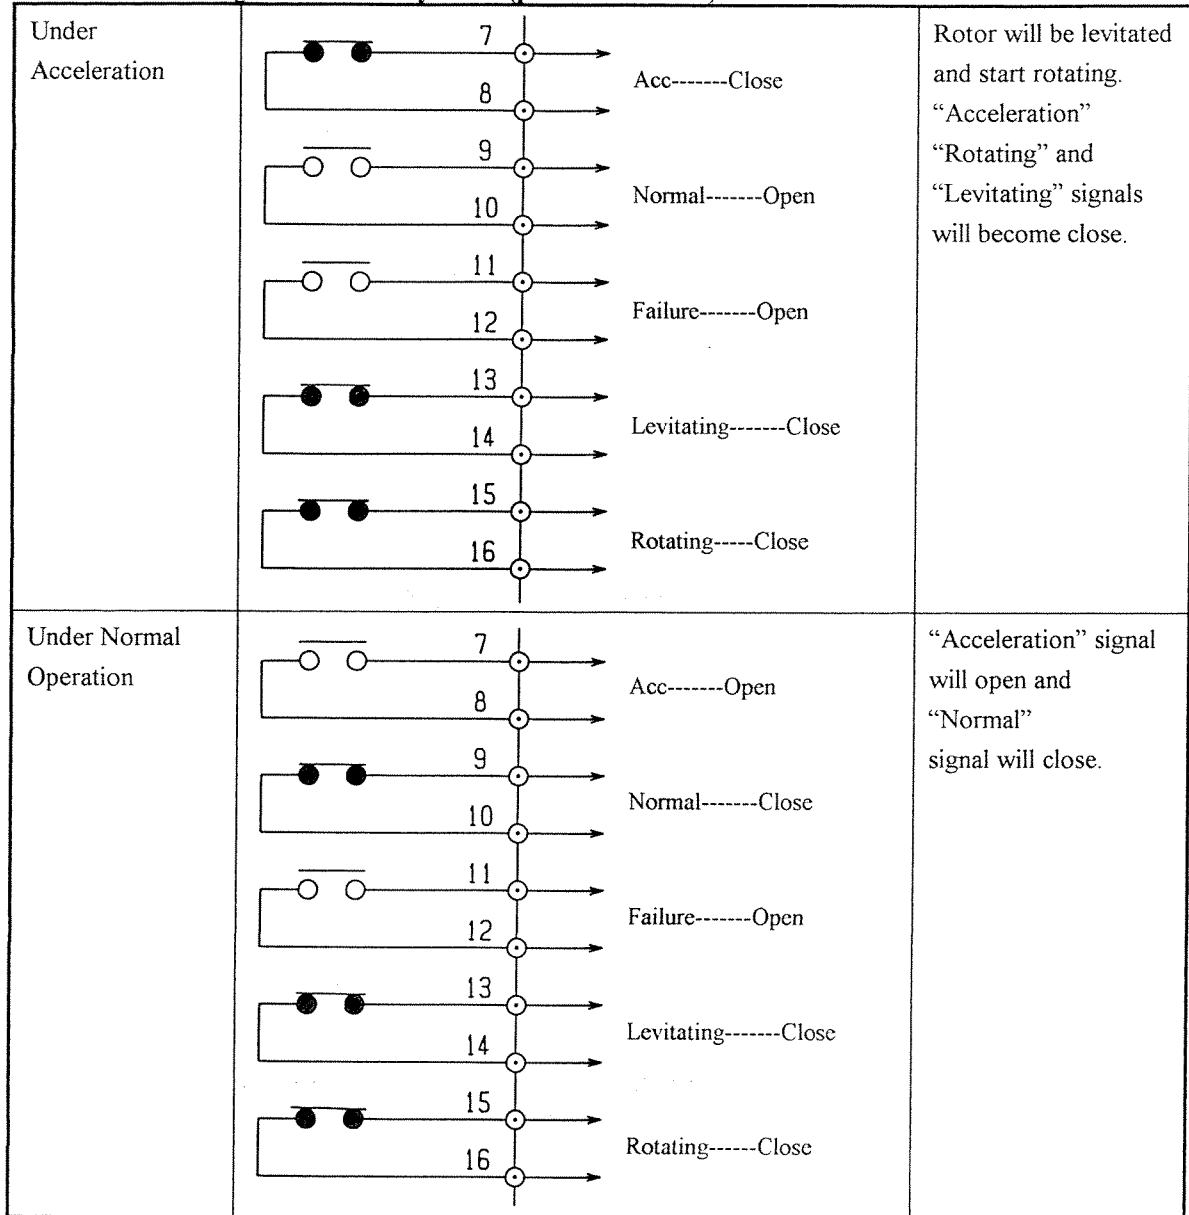 Under
Acceleration
7
8
Acc-------Close
9
10
Normal-------Open
11
12
Failure-------Open
13
14
Levitating-------Close
15
16
Rotating-----Close
Rotor will be levitated
and start rotating.
“Acceleration”
“Rotating” and
“Levitating” signals
will become close.
Under Normal
Operation
7
8
Acc-------Open
9
10
Normal-------Close
11
12
Failure-------Open
13
14
Levitating-------Close
15
16
Rotating------Close
“Acceleration” signal
will open and
“Normal”
signal will close.